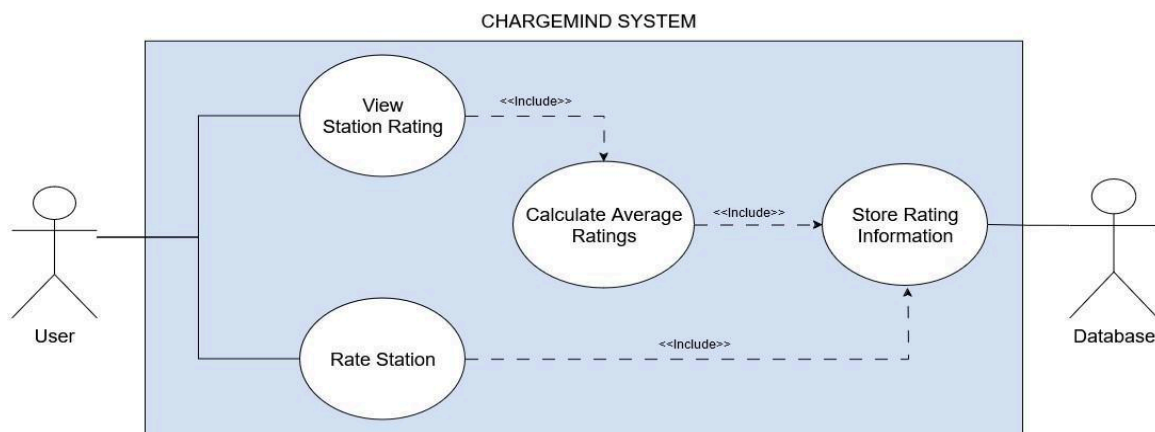 CHARGEMIND SYSTEM
View
Station Rating
<<Include>>
Calculate Average
Ratings
<<Include>>
Store Rating
Information
User
Rate Station
<<Include>>
Database